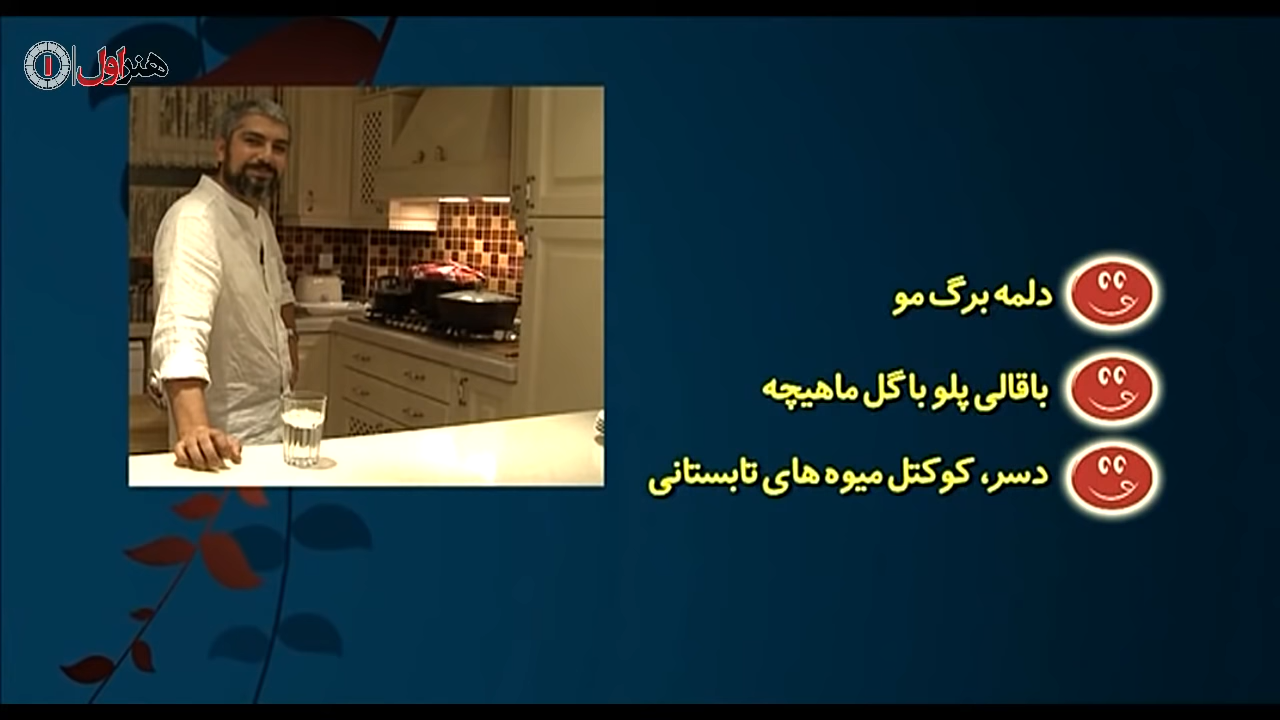 هنر اول
دلمه برگ مو
باقالی پلو با گل ماهیچه
دسر، کوکتل میوه های تابستانی